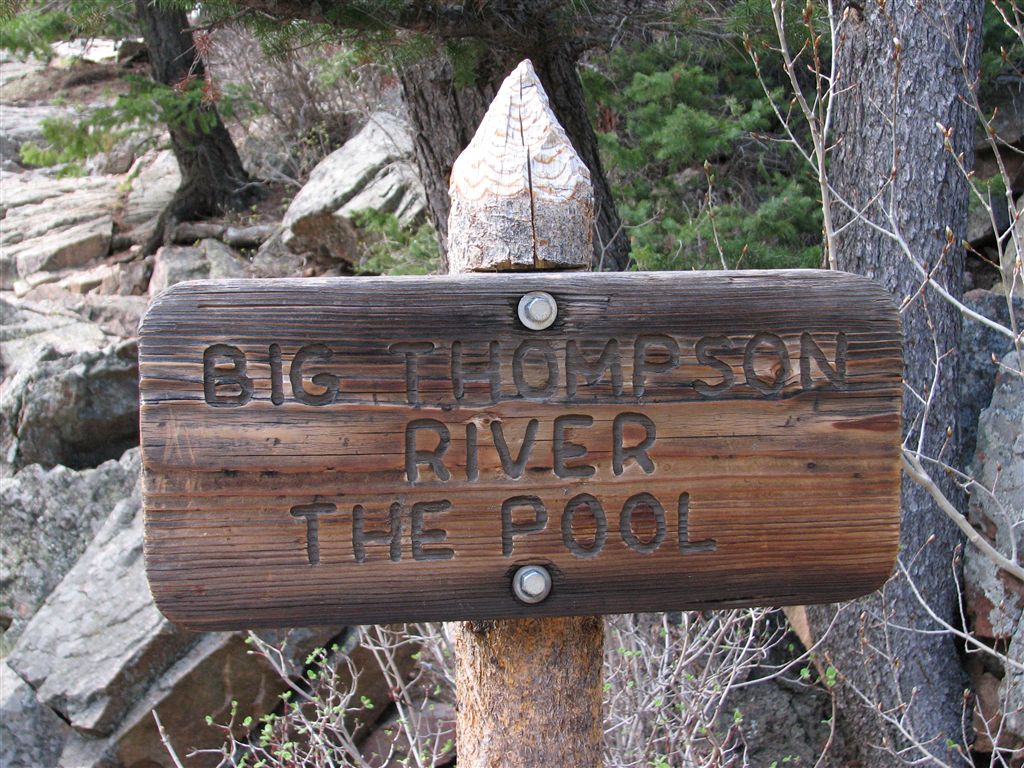 BIG THOMPSON
RIVER
THE POOL